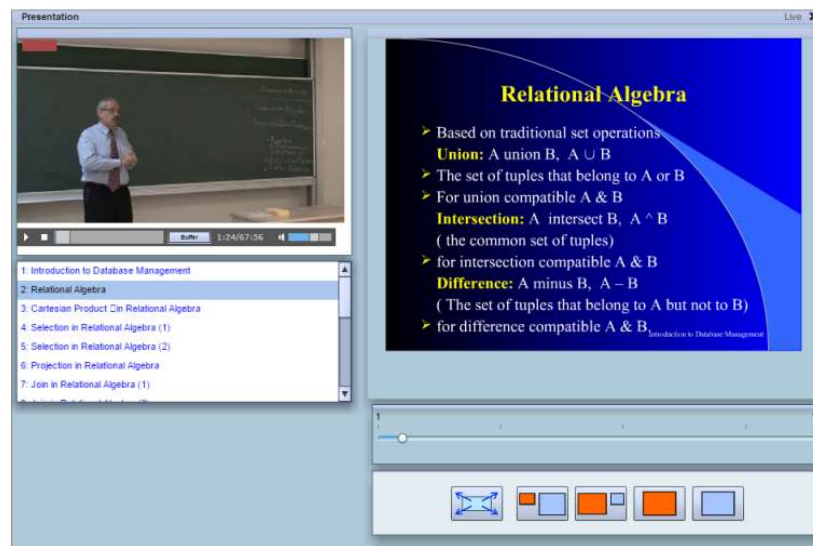 Presentation
Live
Buffer
1:24/67:56
1: Introduction to Database Management
2: Relational Algebra
3: Cartesian Product in Relational Algebra
4: Selection in Relational Algebra (1)
5: Selection in Relational Algebra (2)
6: Projection in Relational Algebra
7: Join in Relational Algebra (1)
Relational Algebra
➢ Based on traditional set operations
Union: A union B, A ∪ B
➢ The set of tuples that belong to A or B
➢ For union compatible A & B
Intersection: A intersect B, A ^ B
( the common set of tuples)
➢ for intersection compatible A & B
Difference: A minus B, A – B
( The set of tuples that belong to A but not to B)
➢ for difference compatible A & B,
Introduction to Database Management
1